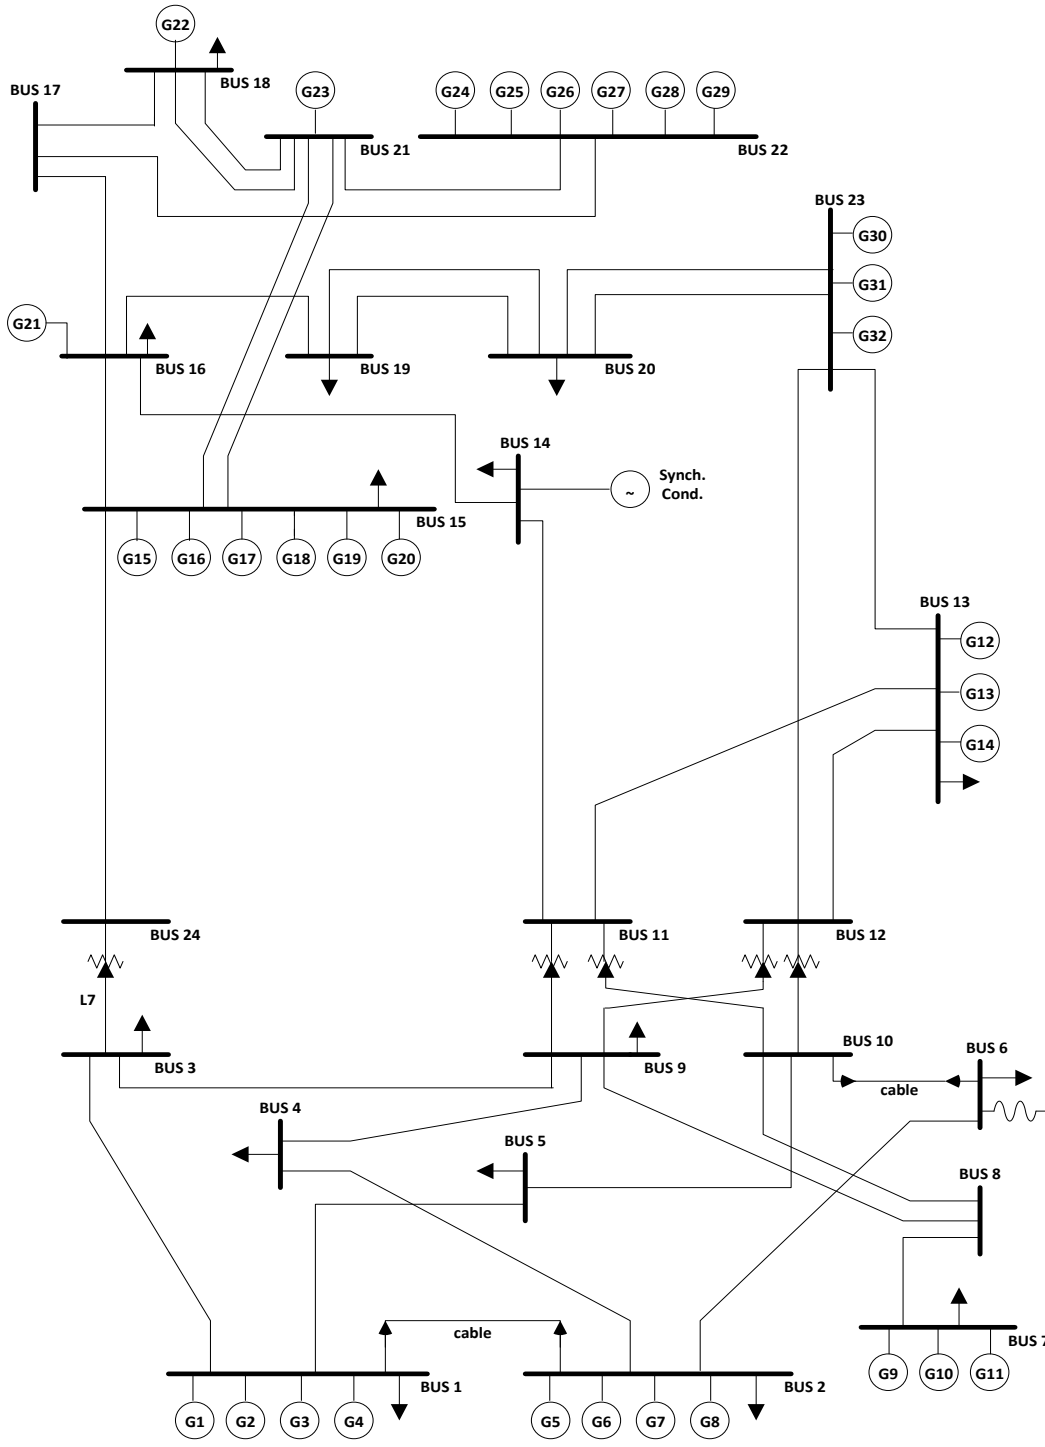 G22
BUS 18
BUS 17
G23
G24
G25
G26
G27
G28
G29
BUS 21
BUS 22
BUS 23
G30
G31
G32
G21
BUS 16
BUS 19
BUS 20
BUS 14
~
Synch.
Cond.
BUS 15
G15
G16
G17
G18
G19
G20
BUS 13
G12
G13
G14
BUS 24
BUS 11
BUS 12
L7
BUS 3
BUS 9
BUS 10
BUS 6
cable
BUS 4
BUS 5
BUS 8
cable
BUS 7
G9
G10
G11
BUS 1
BUS 2
G1
G2
G3
G4
G5
G6
G7
G8